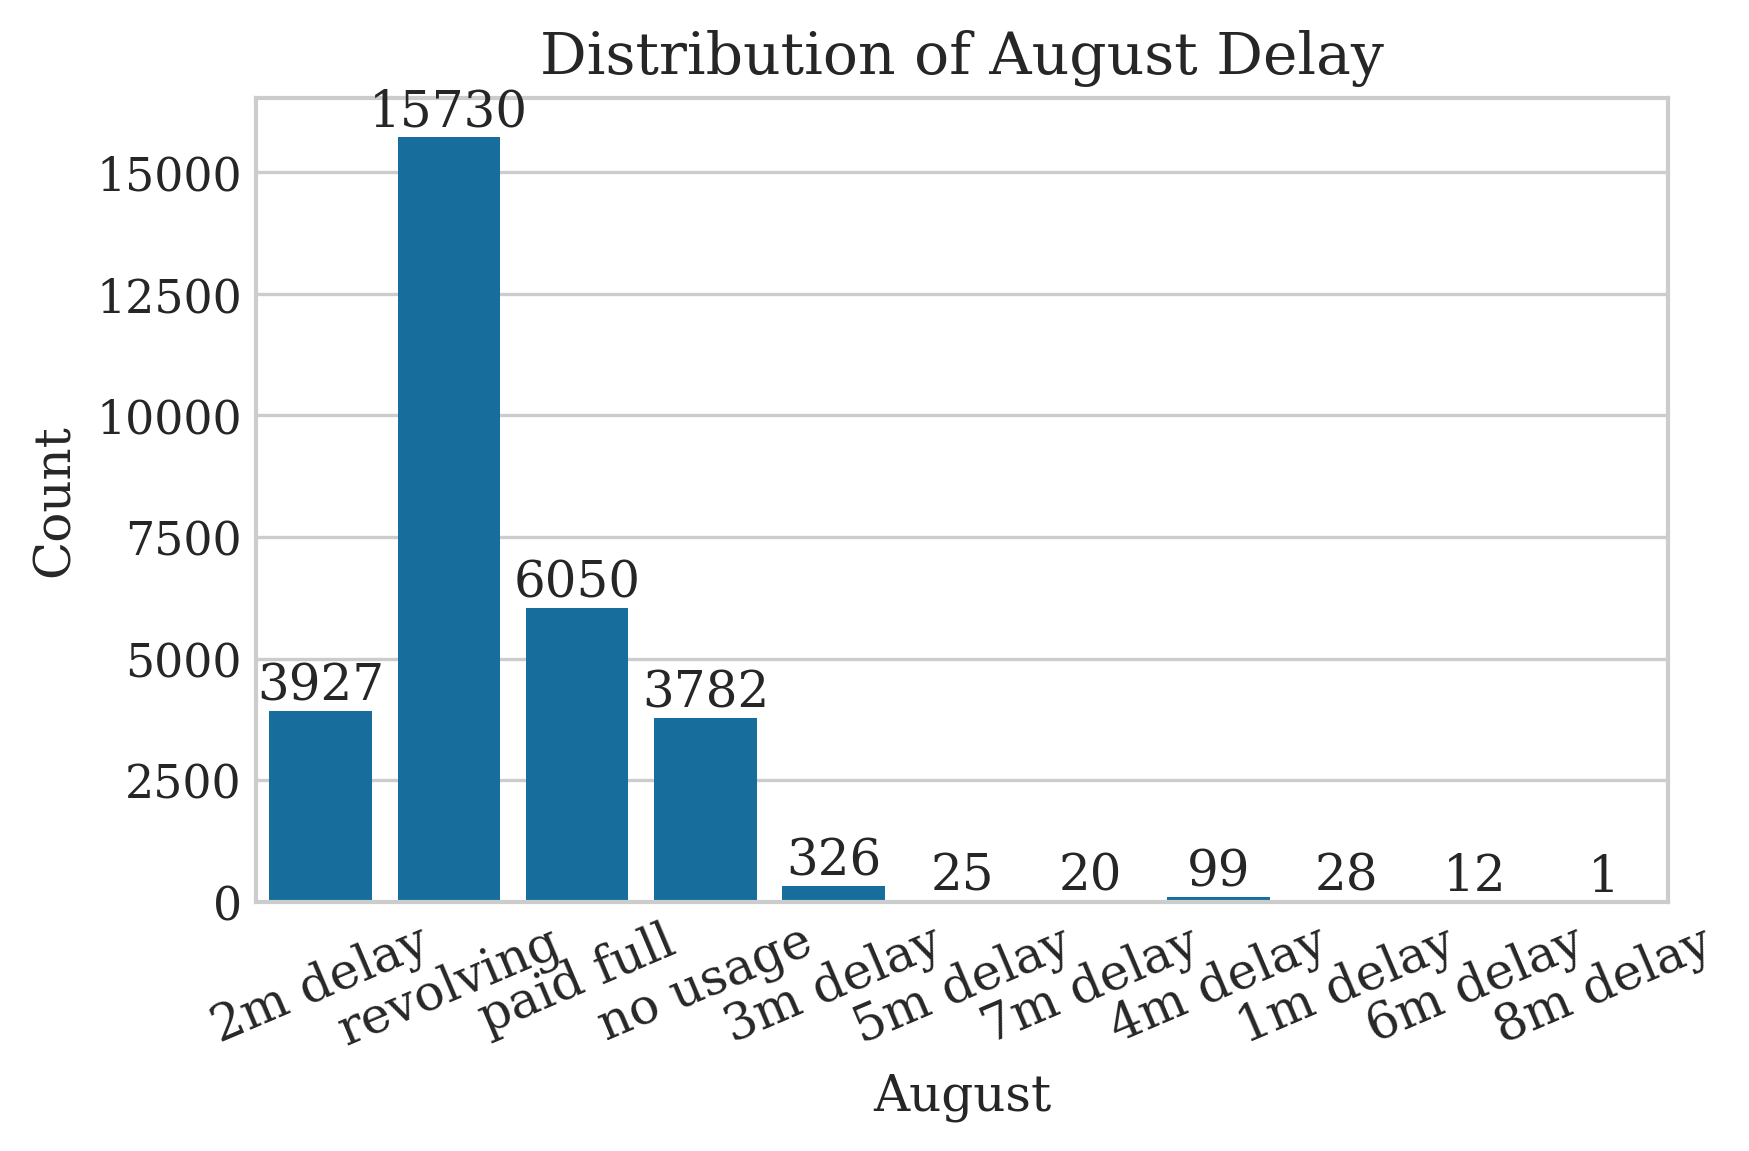 Distribution of August Delay
Count
15000
12500
10000
7500
5000
2500
0
3927
15730
6050
3782
326
25
20
99
28
12
1
2m delay
revolving
paid full
no usage
3m delay
5m delay
7m delay
4m delay
1m delay
6m delay
8m delay
August